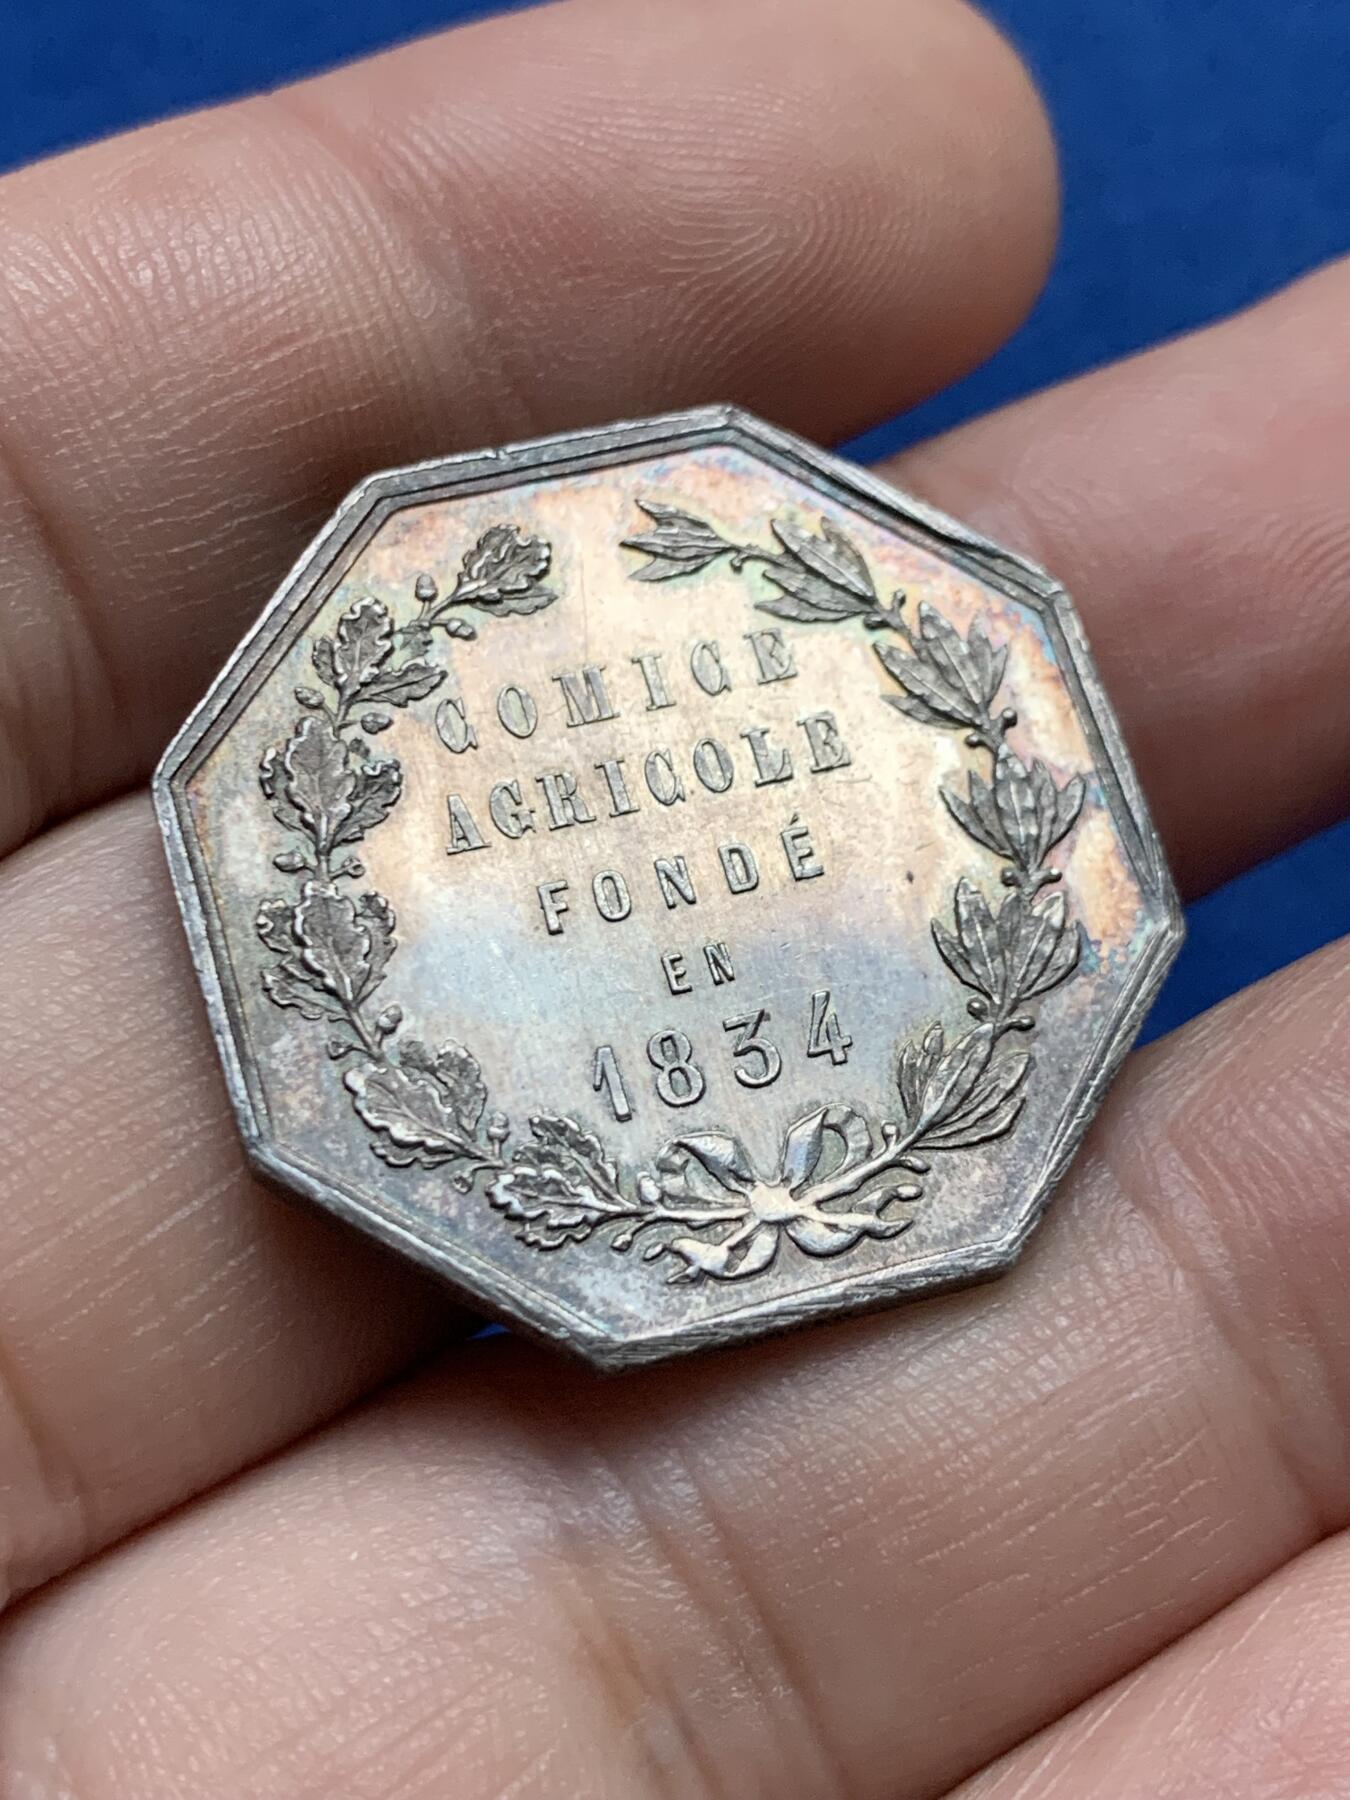 COMICE
AGRICOLE
FONDÉ
EN
1834